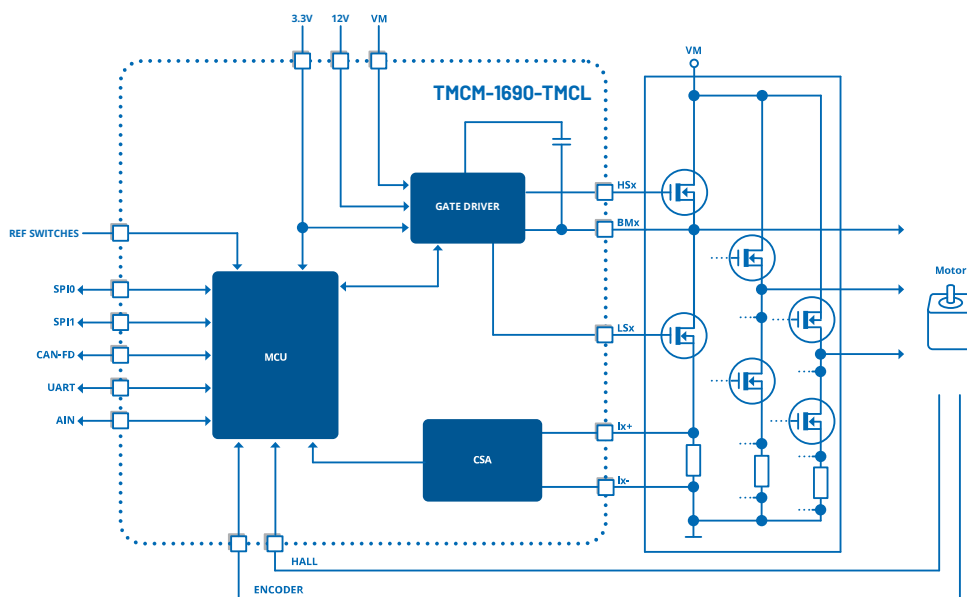 3.3V
12V
VM
VM
TMCM-1690-TMCL
HSx
GATE DRIVER
BMx
REF SWITCHES
Motor
SPI0
SPI1
LSx
CAN-FD
MCU
UART
AIN
Ix+
CSA
Ix-
HALL
ENCODER